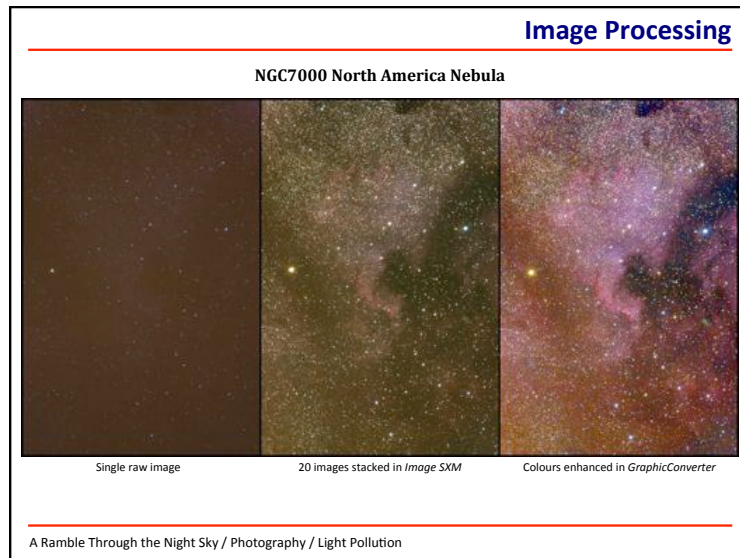 Image Processing
NGC7000 North America Nebula
Single raw image
20 images stacked in Image SXM
Colours enhanced in GraphicConverter
A Ramble Through the Night Sky / Photography / Light Pollution